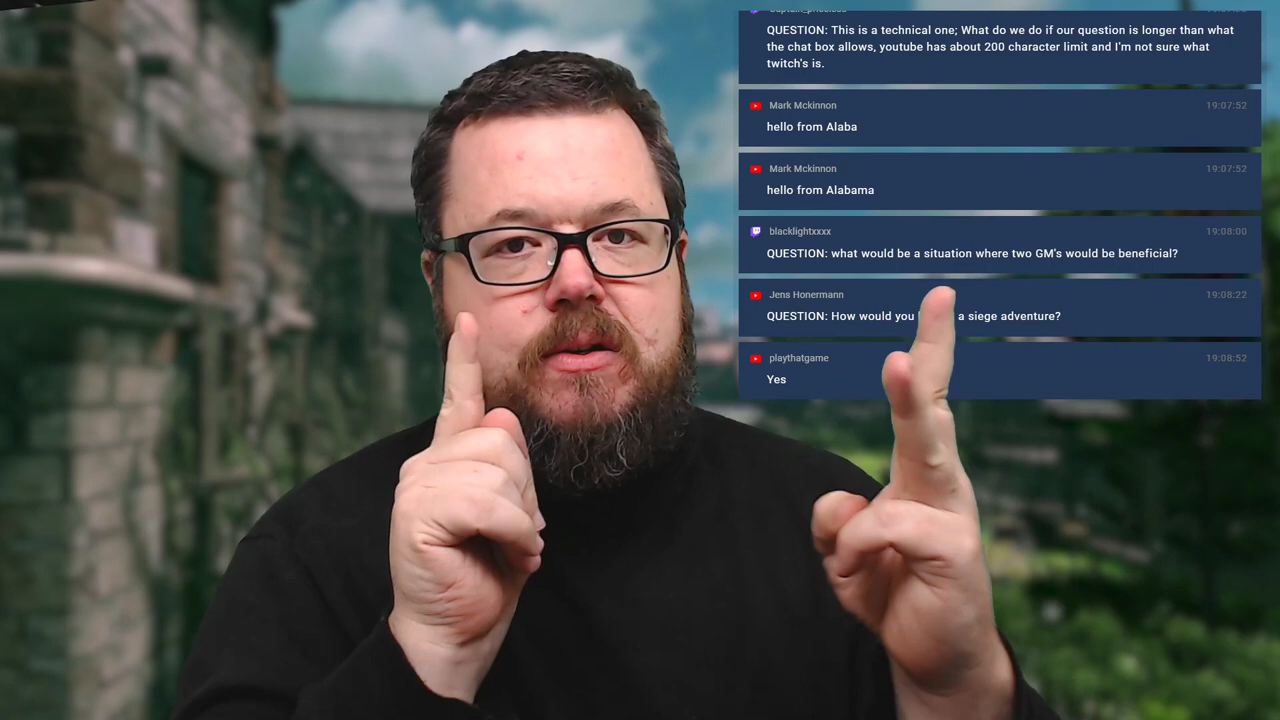 QUESTION: This is a technical one; What do we do if our question is longer than what
the chat box allows, youtube has about 200 character limit and I'm not sure what
twitch's is.
Mark Mckinnon 19:07:52
hello from Alaba
Mark Mckinnon 19:07:52
hello from Alabama
blacklightxxxx 19:08:00
QUESTION: what would be a situation where two GM's would be beneficial?
Jens Honermann 19:08:22
QUESTION: How would you a siege adventure?
playthatgame 19:08:52
Yes